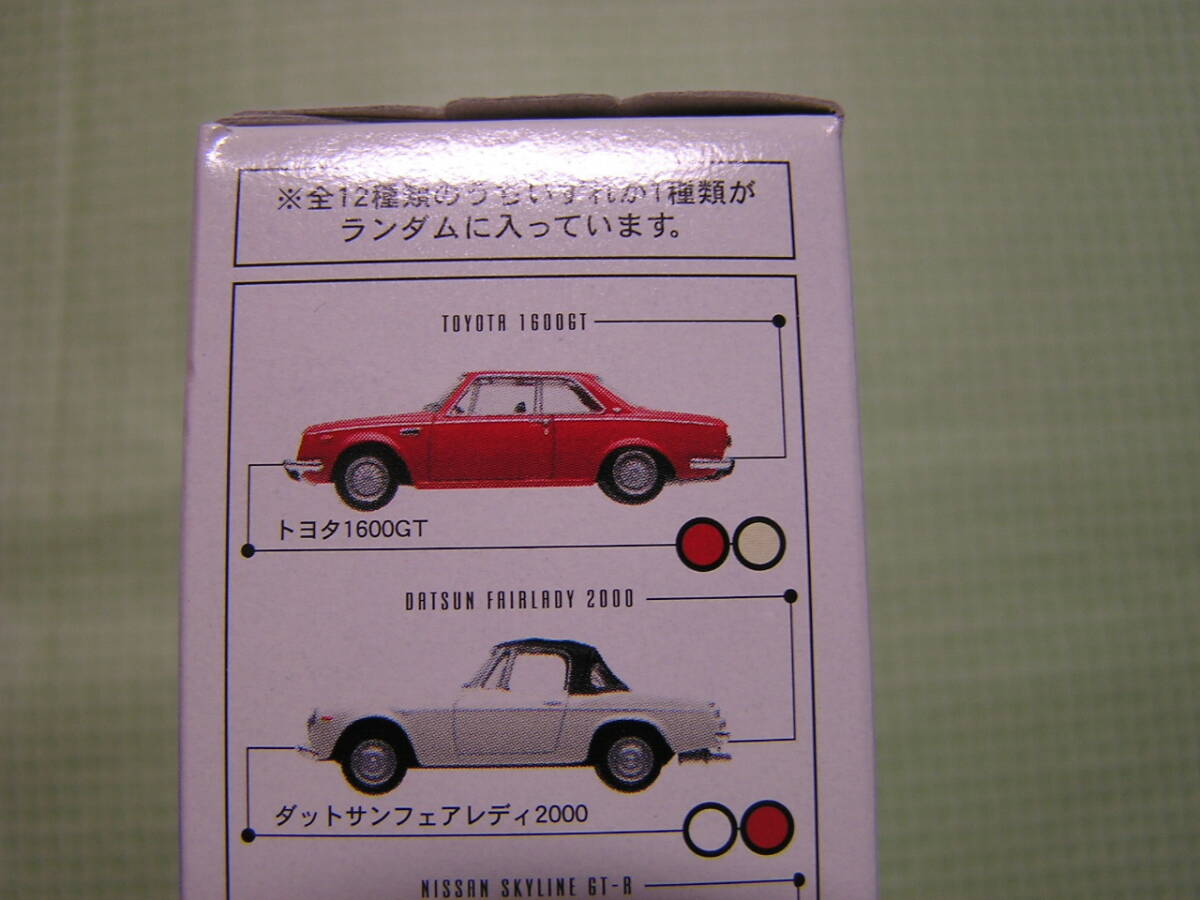 ※全12種類のうちいずれか1種類が
ランダムに入っています。
TOYOTA 1600GT
トヨタ1600GT
DATSUN FAIRLADY 2000
ダットサンフェアレディ2000
NISSAN SKYLINE GT-R